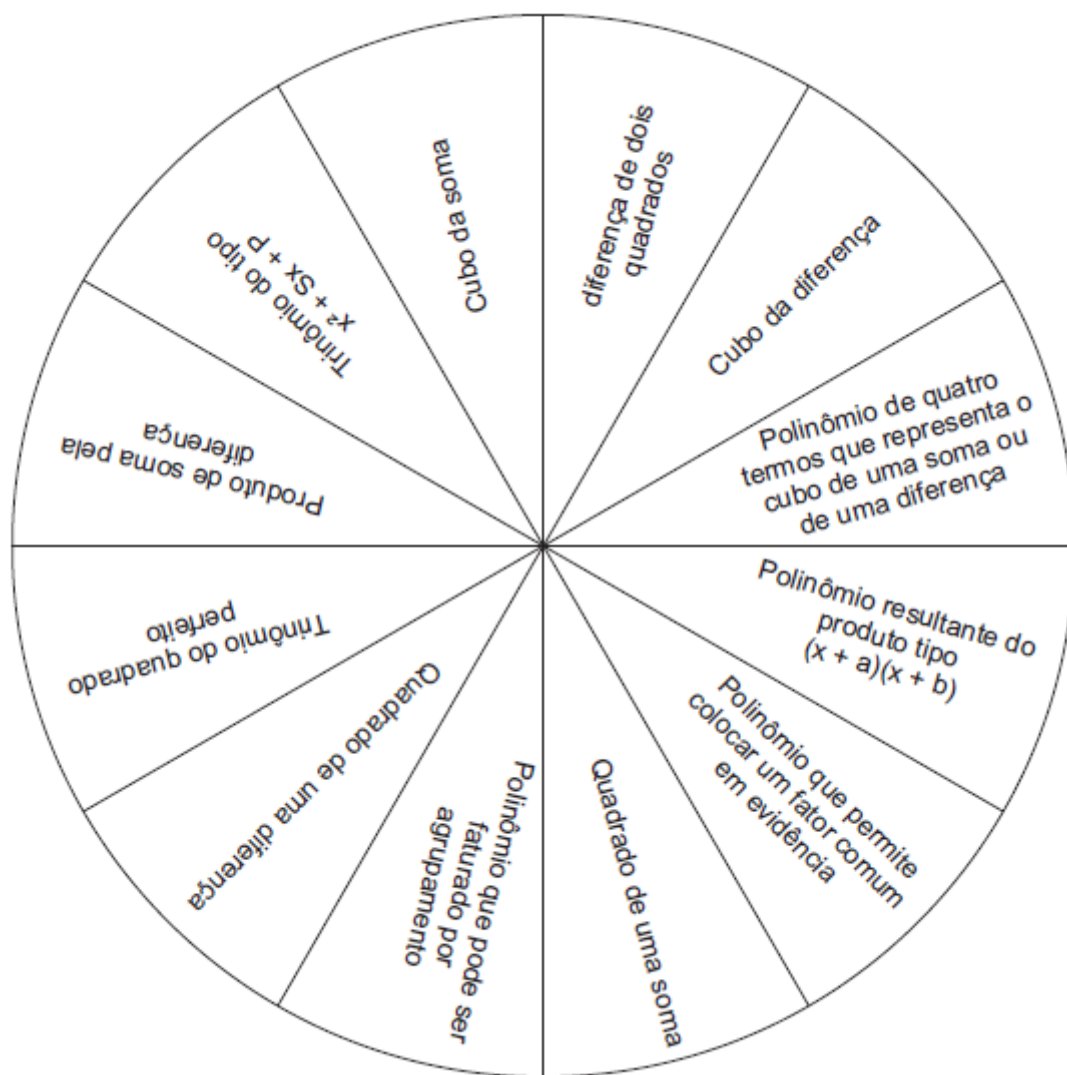 diferença de dois
quadrados
Cubo da diferença
Polinômio de quatro
termos que representa o
cubo de uma soma ou
de uma diferença
Polinômio resultante do
produto tipo
(x + a)(x + b)
Polinômio que permite
colocar um fator comum
em evidência
Quadrado de uma soma
Polinômio que pode ser
faturado por
agrupamento
Quadrado de uma diferença
Trinômio do quadrado
perfeito
Produto de soma pela
diferença
Trinômio do tipo
x² + Sx + P
Cubo da soma